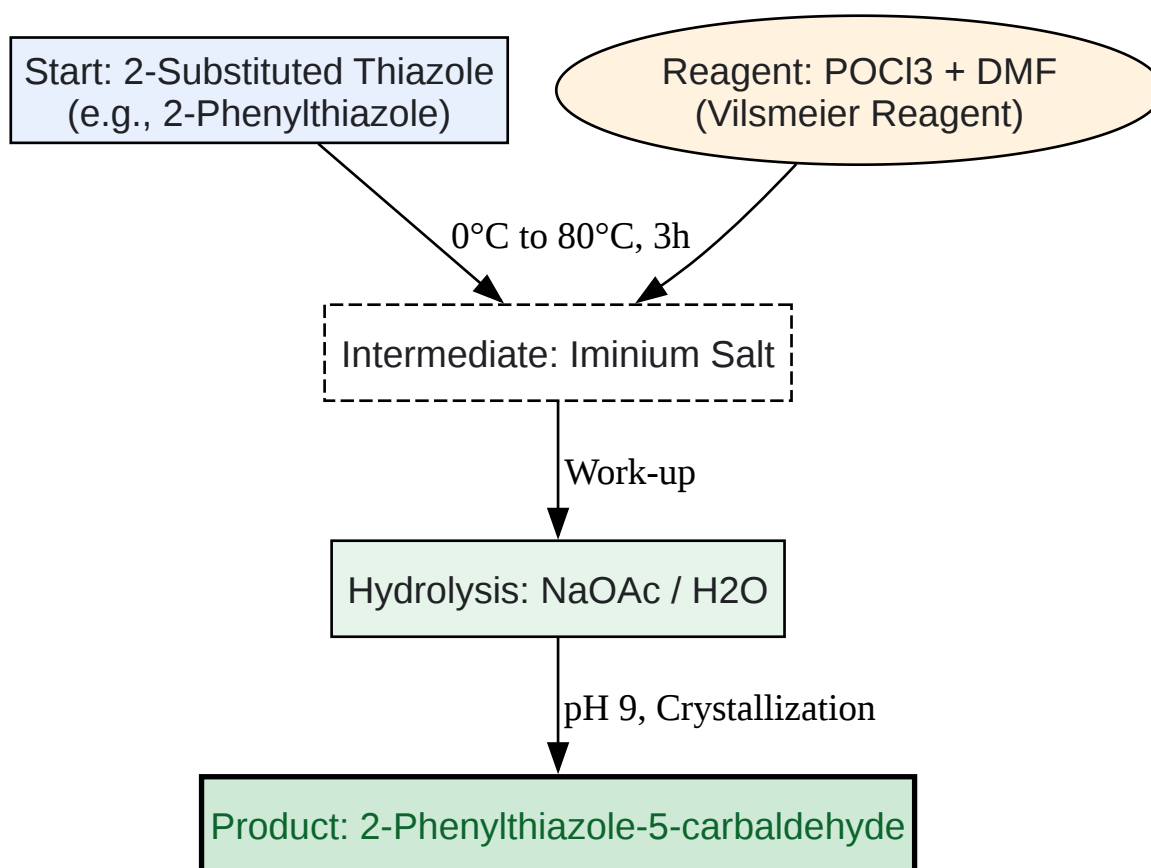 Start: 2-Substituted Thiazole
(e.g., 2-Phenylthiazole)
Reagent: POCl3 + DMF
(Vilsmeier Reagent)
0°C to 80°C, 3h
Intermediate: Iminium Salt
Work-up
Hydrolysis: NaOAc / H2O
pH 9, Crystallization
Product: 2-Phenylthiazole-5-carbaldehyde